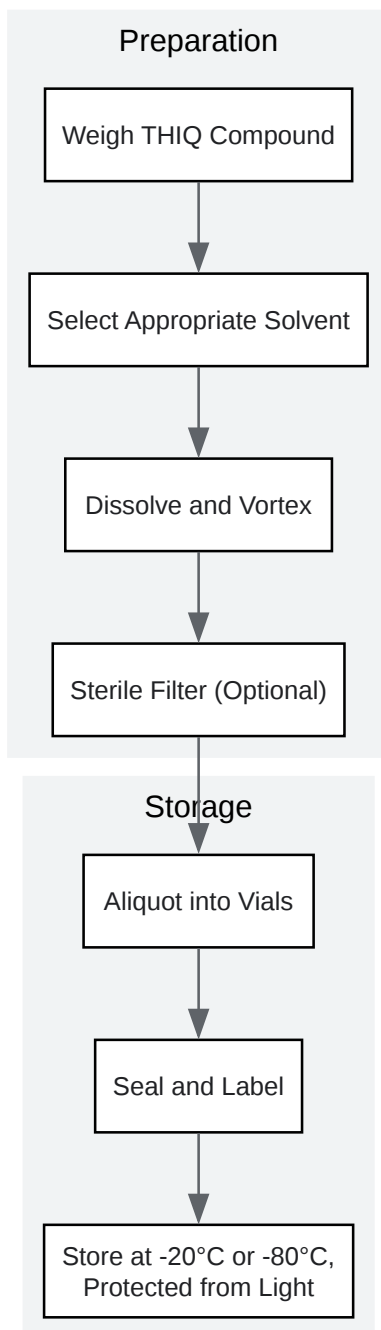 Preparation
Weigh THIQ Compound
Select Appropriate Solvent
Dissolve and Vortex
Sterile Filter (Optional)
Storage
Aliquot into Vials
Seal and Label
Store at -20°C or -80°C,
Protected from Light